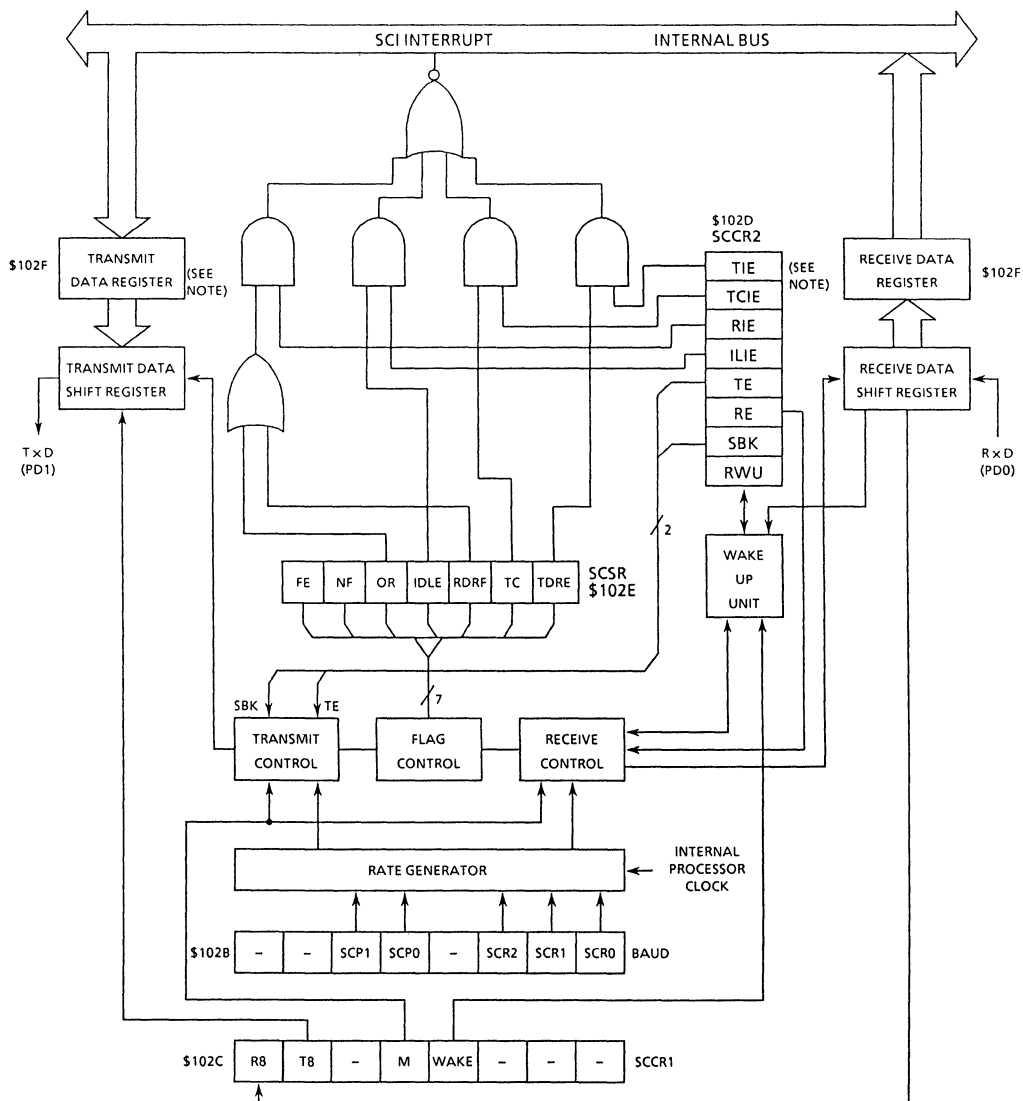 SCI INTERRUPT
INTERNAL BUS
$102F
TRANSMIT
DATA REGISTER
(SEE
NOTE)
TRANSMIT DATA
SHIFT REGISTER
T × D
(PD1)
$102D
SCCR2
TIE
TCIE
RIE
ILIE
TE
RE
SBK
RWU
(SEE
NOTE)
RECEIVE DATA
REGISTER
$102F
RECEIVE DATA
SHIFT REGISTER
R × D
(PD0)
2
WAKE
UP
UNIT
FE NF OR IDLE RDRF TC TDRE
SCSR
$102E
7
SBK TE
TRANSMIT
CONTROL
FLAG
CONTROL
RECEIVE
CONTROL
RATE GENERATOR
INTERNAL
PROCESSOR
CLOCK
$102B – – SCP1 SCP0 – SCR2 SCR1 SCR0 BAUD
$102C R8 T8 – M WAKE – – – SCCR1